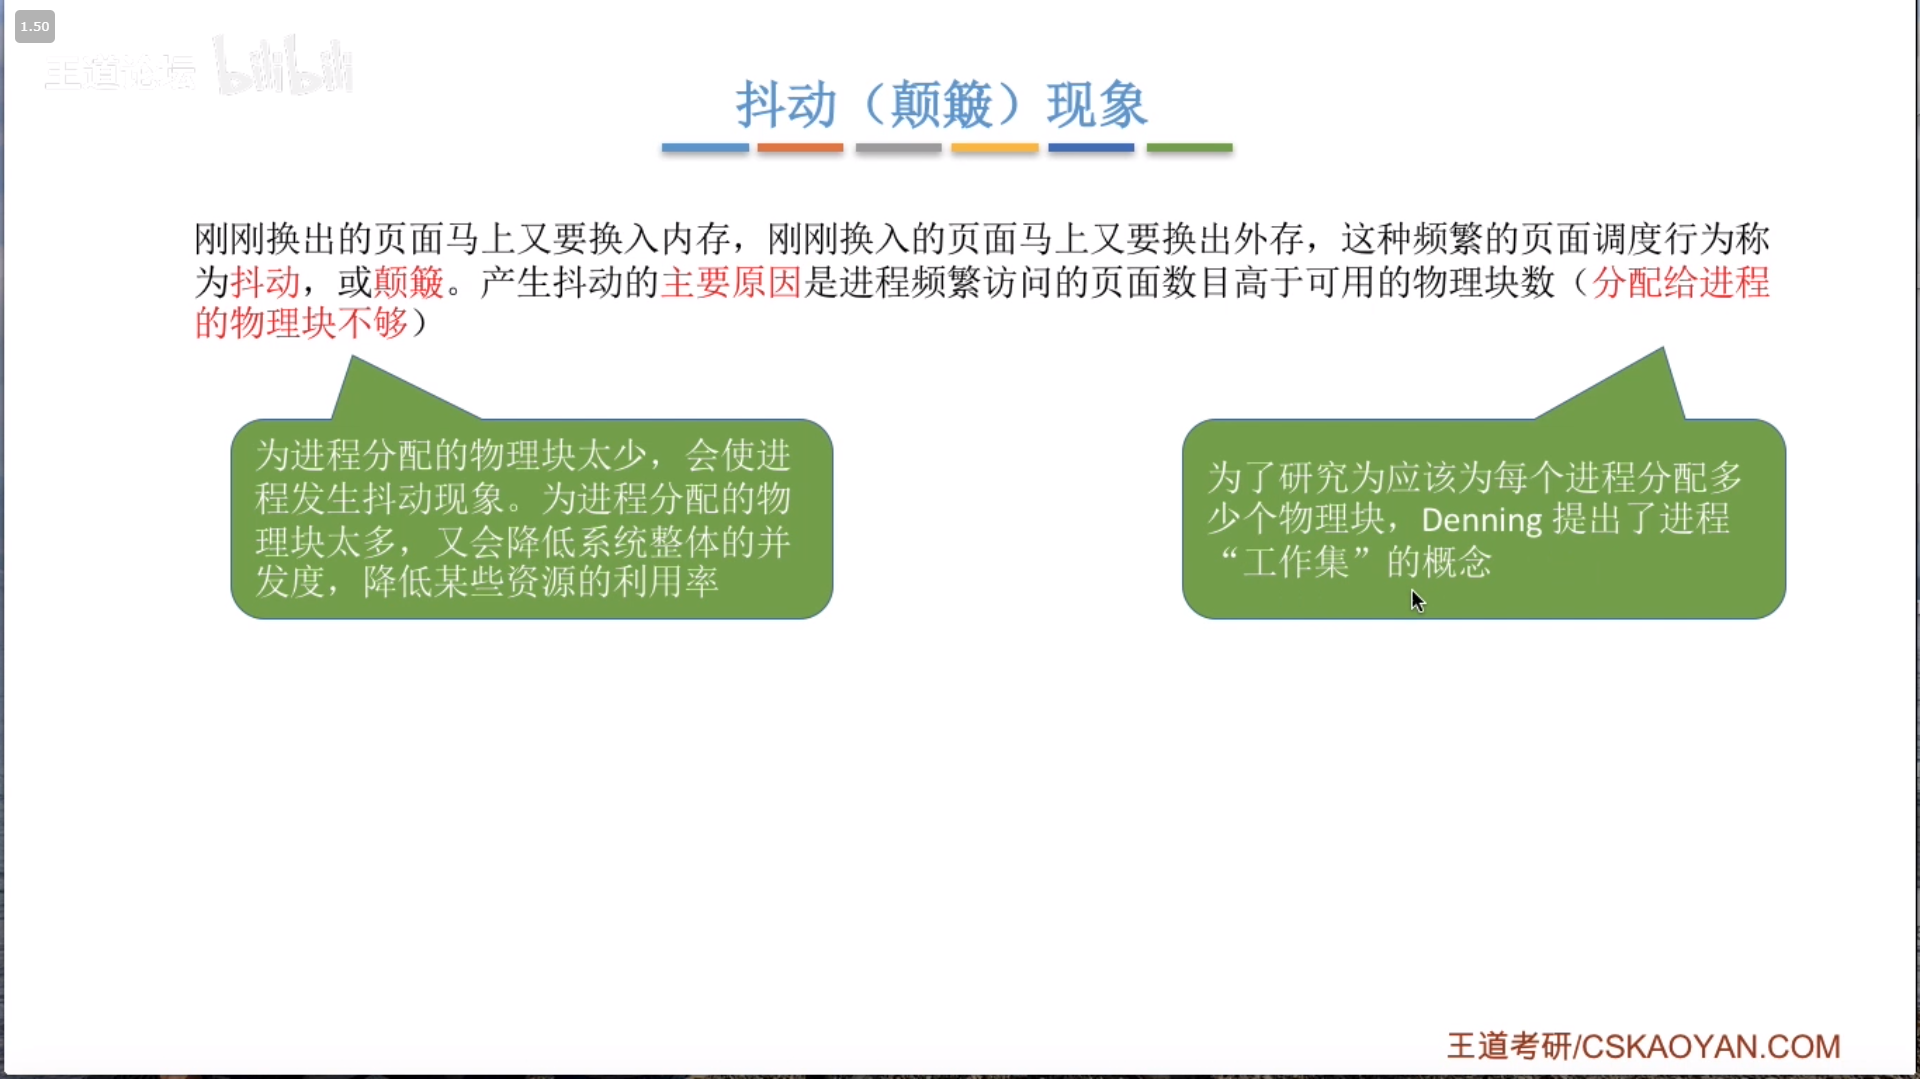 1.50
王道论坛 bilibili
抖动（颠簸）现象
刚刚换出的页面马上又要换入内存，刚刚换入的页面马上又要换出外存，这种频繁的页面调度行为称
为抖动，或颠簸。产生抖动的主要原因是进程频繁访问的页面数目高于可用的物理块数（分配给进程
的物理块不够）
为进程分配的物理块太少，会使进
程发生抖动现象。为进程分配的物
理块太多，又会降低系统整体的并
发度，降低某些资源的利用率
为了研究为应该为每个进程分配多
少个物理块，Denning 提出了进程
“工作集”的概念
王道考研/CSKAOYAN.COM